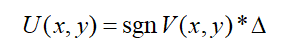 U(x, y) = sgn V(x, y) * Δ